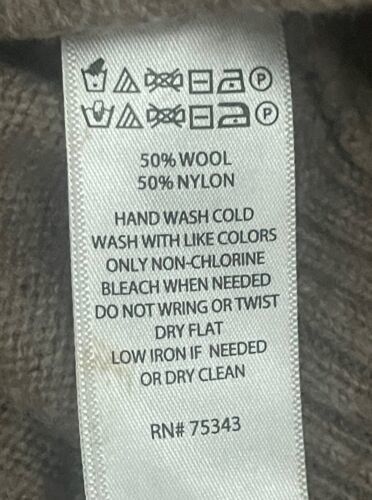 P
P
50% WOOL
50% NYLON
HAND WASH COLD
WASH WITH LIKE COLORS
ONLY NON-CHLORINE
BLEACH WHEN NEEDED
DO NOT WRING OR TWIST
DRY FLAT
LOW IRON IF NEEDED
OR DRY CLEAN
RN# 75343